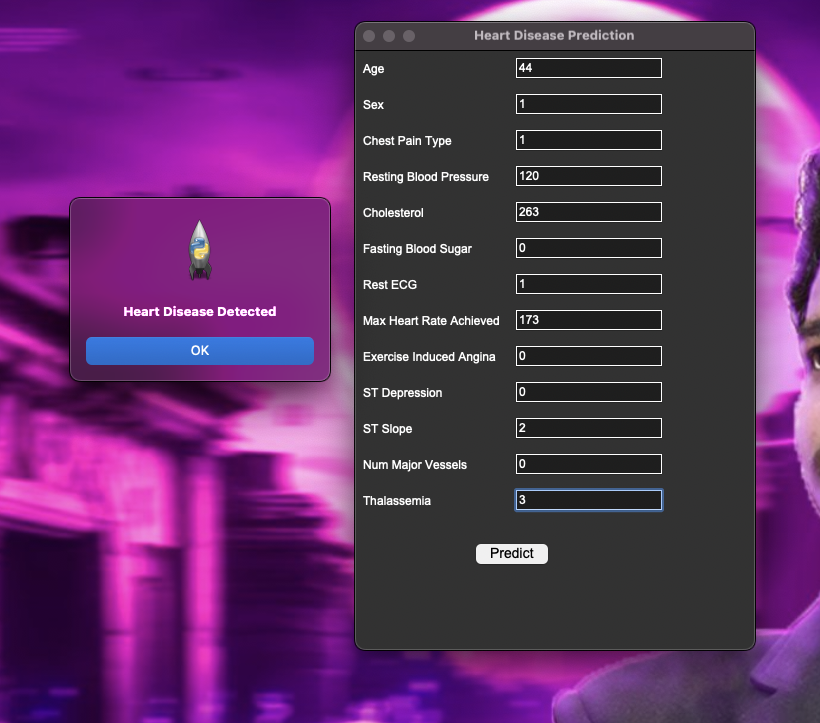 Heart Disease Prediction
Age 44
Sex 1
Chest Pain Type 1
Resting Blood Pressure 120
Cholesterol 263
Fasting Blood Sugar 0
Rest ECG 1
Max Heart Rate Achieved 173
Exercise Induced Angina 0
ST Depression 0
ST Slope 2
Num Major Vessels 0
Thalassemia 3
Predict
Heart Disease Detected
OK